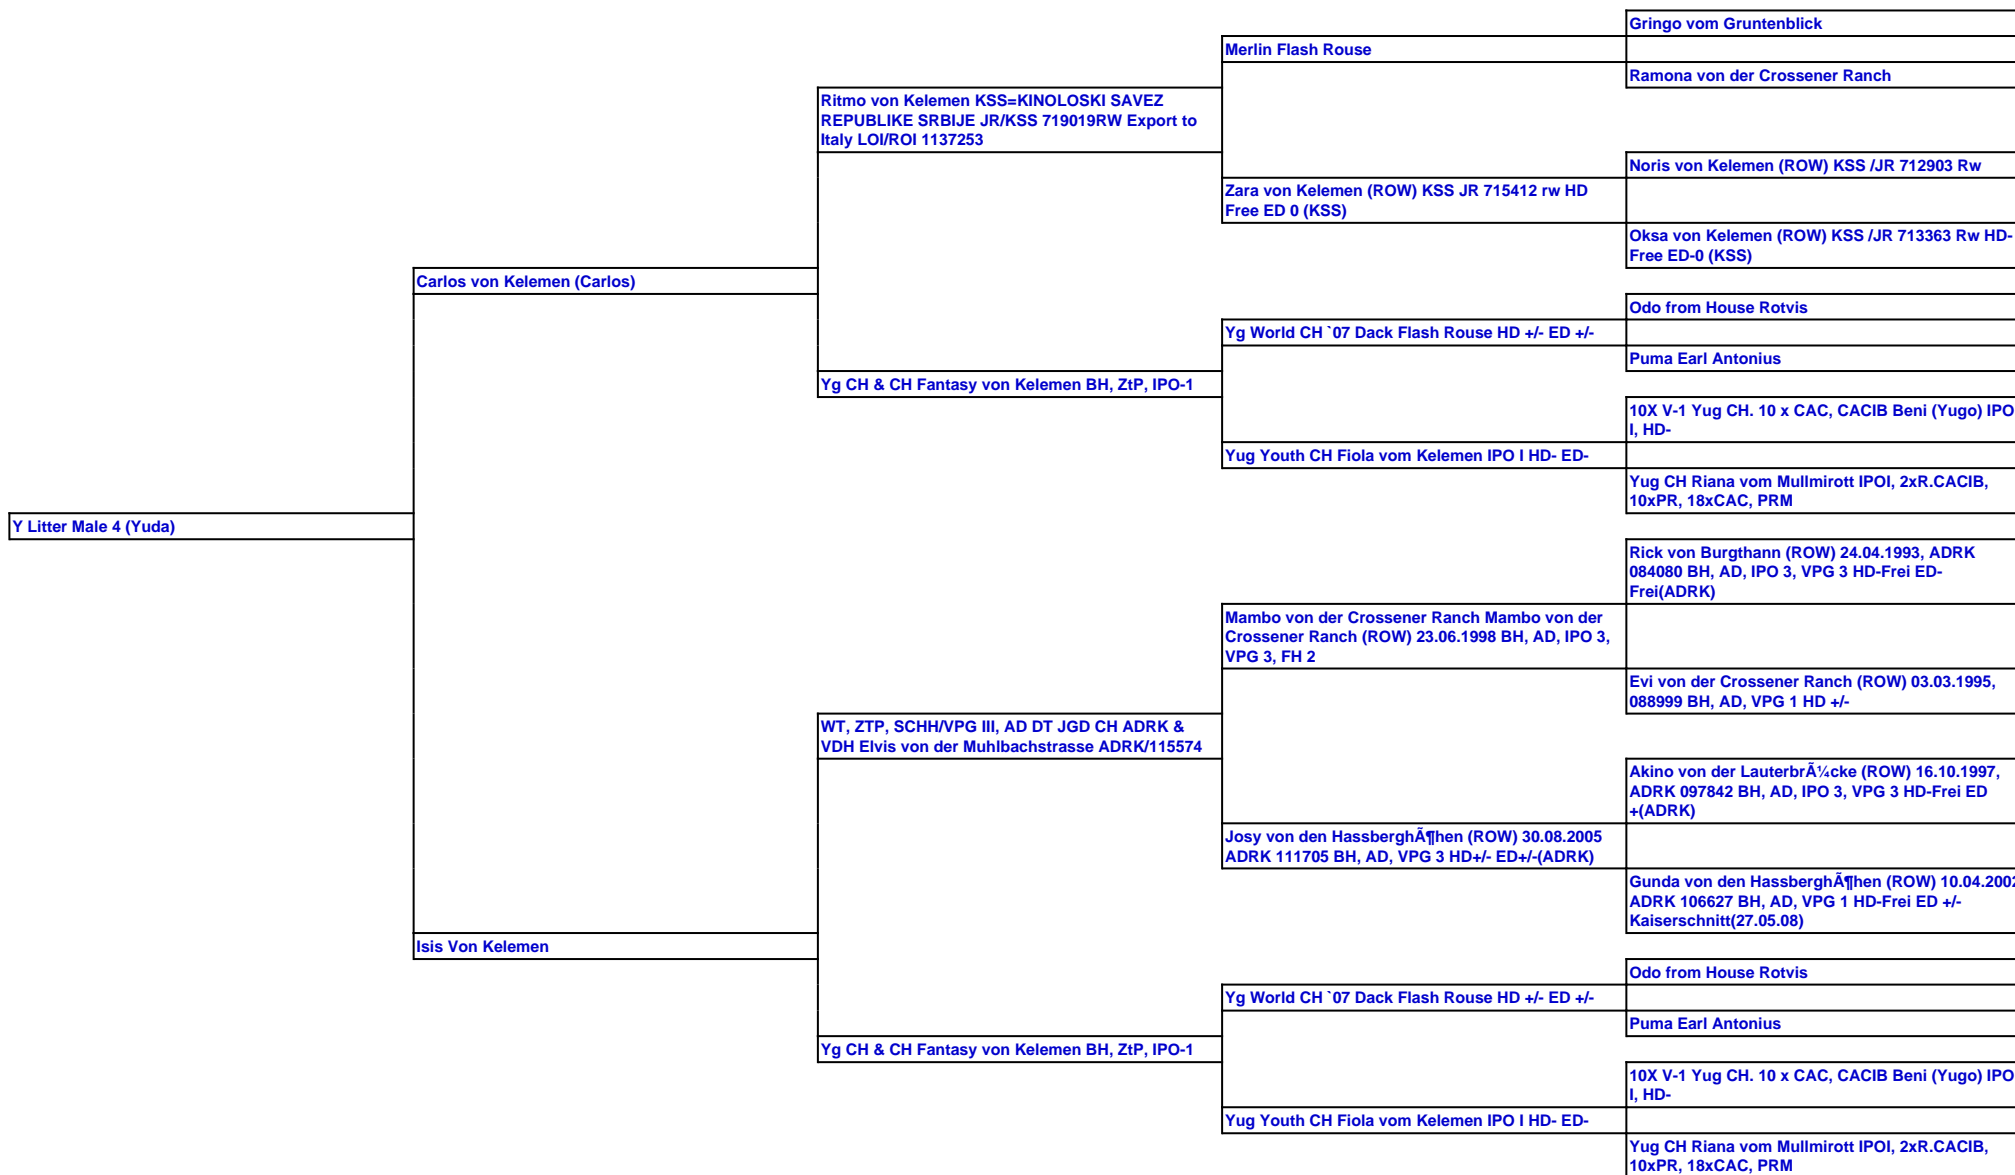 Gringo vom Gruntenblick
Merlin Flash Rouse
Ramona von der Crossener Ranch
Ritmo von Kelemen KSS=KINOLOSKI SAVEZ
REPUBLIKE SRBIJE JR/KSS 719019RW Export to
Italy LOI/ROI 1137253
Noris von Kelemen (ROW) KSS /JR 712903 Rw
Zara von Kelemen (ROW) KSS JR 715412 rw HD
Free ED 0 (KSS)
Oksa von Kelemen (ROW) KSS /JR 713363 Rw HD-
Free ED-0 (KSS)
Carlos von Kelemen (Carlos)
Odo from House Rotvis
Yg World CH `07 Dack Flash Rouse HD +/- ED +/-
Puma Earl Antonius
Yg CH & CH Fantasy von Kelemen BH, ZtP, IPO-1
10X V-1 Yug CH. 10 x CAC, CACIB Beni (Yugo) IPO
I, HD-
Yug Youth CH Fiola vom Kelemen IPO I HD- ED-
Yug CH Riana vom Mullmirott IPOI, 2xR.CACIB,
10xPR, 18xCAC, PRM
Y Litter Male 4 (Yuda)
Rick von Burgthann (ROW) 24.04.1993, ADRK
084080 BH, AD, IPO 3, VPG 3 HD-Frei ED-
Frei(ADRK)
Mambo von der Crossener Ranch Mambo von der
Crossener Ranch (ROW) 23.06.1998 BH, AD, IPO 3,
VPG 3, FH 2
Evi von der Crossener Ranch (ROW) 03.03.1995,
088999 BH, AD, VPG 1 HD +/-
WT, ZTP, SCHH/VPG III, AD DT JGD CH ADRK &
VDH Elvis von der Muhlbachstrasse ADRK/115574
Akino von der LauterbrÃ¼cke (ROW) 16.10.1997,
ADRK 097842 BH, AD, IPO 3, VPG 3 HD-Frei ED
+(ADRK)
Josy von den HassberghÃ¶hen (ROW) 30.08.2005
ADRK 111705 BH, AD, VPG 3 HD+/- ED+/-(ADRK)
Gunda von den HassberghÃ¶hen (ROW) 10.04.2002
ADRK 106627 BH, AD, VPG 1 HD-Frei ED +/-
Kaiserschnitt(27.05.08)
Isis Von Kelemen
Odo from House Rotvis
Yg World CH `07 Dack Flash Rouse HD +/- ED +/-
Puma Earl Antonius
Yg CH & CH Fantasy von Kelemen BH, ZtP, IPO-1
10X V-1 Yug CH. 10 x CAC, CACIB Beni (Yugo) IPO
I, HD-
Yug Youth CH Fiola vom Kelemen IPO I HD- ED-
Yug CH Riana vom Mullmirott IPOI, 2xR.CACIB,
10xPR, 18xCAC, PRM